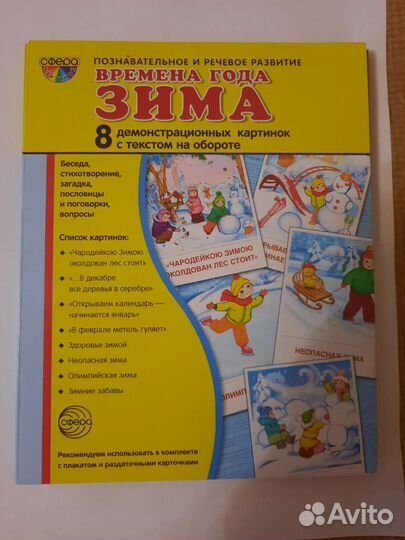 сфера
ПОЗНАВАТЕЛЬНОЕ И РЕЧЕВОЕ РАЗВИТИЕ
ВРЕМЕНА ГОДА
ЗИМА
8 демонстрационных картинок
с текстом на обороте
Беседа,
стихотворение,
загадка,
пословицы
и поговорки,
вопросы
Список картинок:
«Чародейкою Зимою
околдован лес стоит»
«...В декабре
все деревья в серебре»
«Открываем календарь —
начинается январь»
«В феврале метель гуляет»
Здоровье зимой
Неопасная зима
Олимпийская зима
Зимние забавы
«ЧАРОДЕЙКОЮ ЗИМОЮ
ОКОЛДОВАН ЛЕС СТОИТ»
НЕОПАСНАЯ ЗИМА
сфера
Рекомендуем использовать в комплекте
с плакатом и раздаточными карточками
Avito